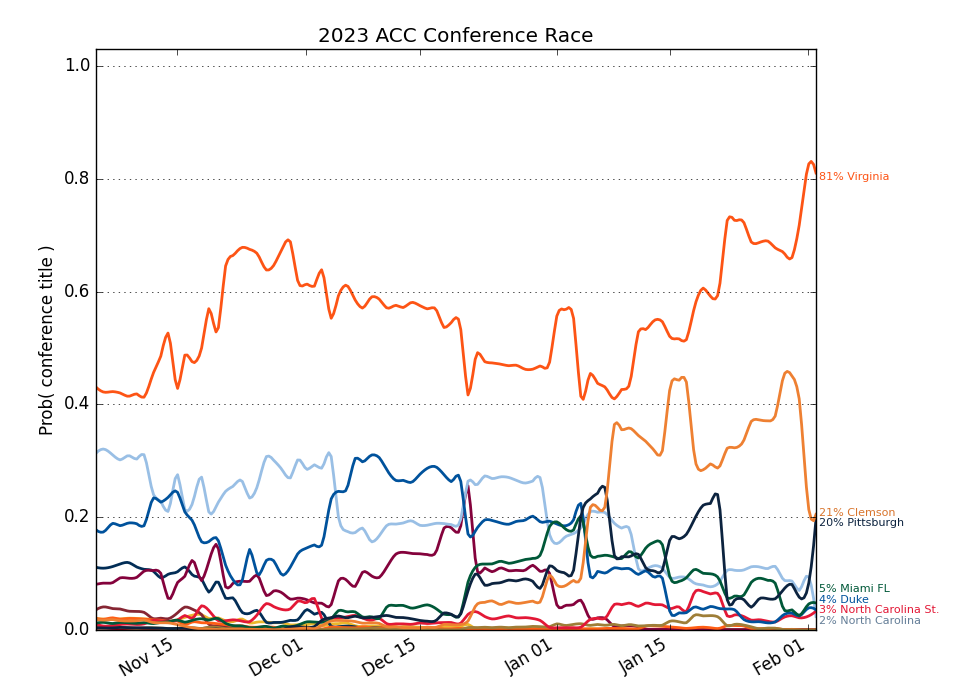 2023 ACC Conference Race
Prob( conference title )
1.0
0.8
0.6
0.4
0.2
0.0
Nov 15
Dec 01
Dec 15
Jan 01
Jan 15
Feb 01
81% Virginia
21% Clemson
20% Pittsburgh
5% Miami FL
4% Duke
3% North Carolina St.
2% North Carolina